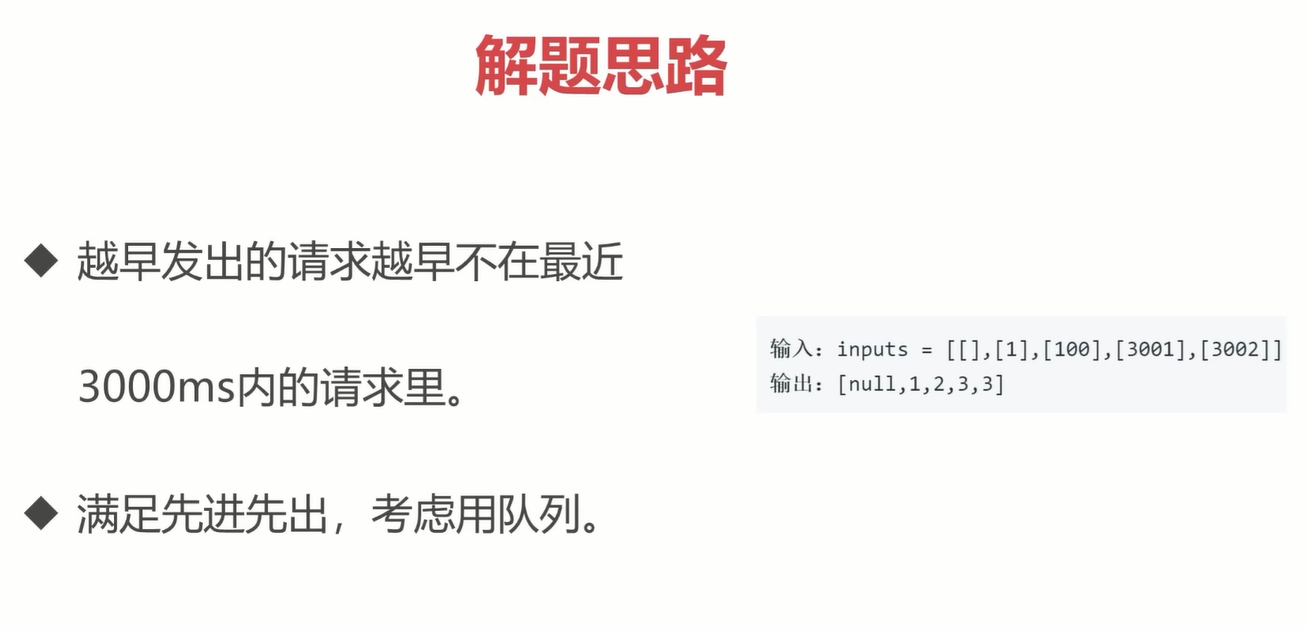 解题思路
◆ 越早发出的请求越早不在最近
3000ms内的请求里。
◆ 满足先进先出，考虑用队列。
输入：inputs = [[],[1],[100],[3001],[3002]]
输出：[null,1,2,3,3]